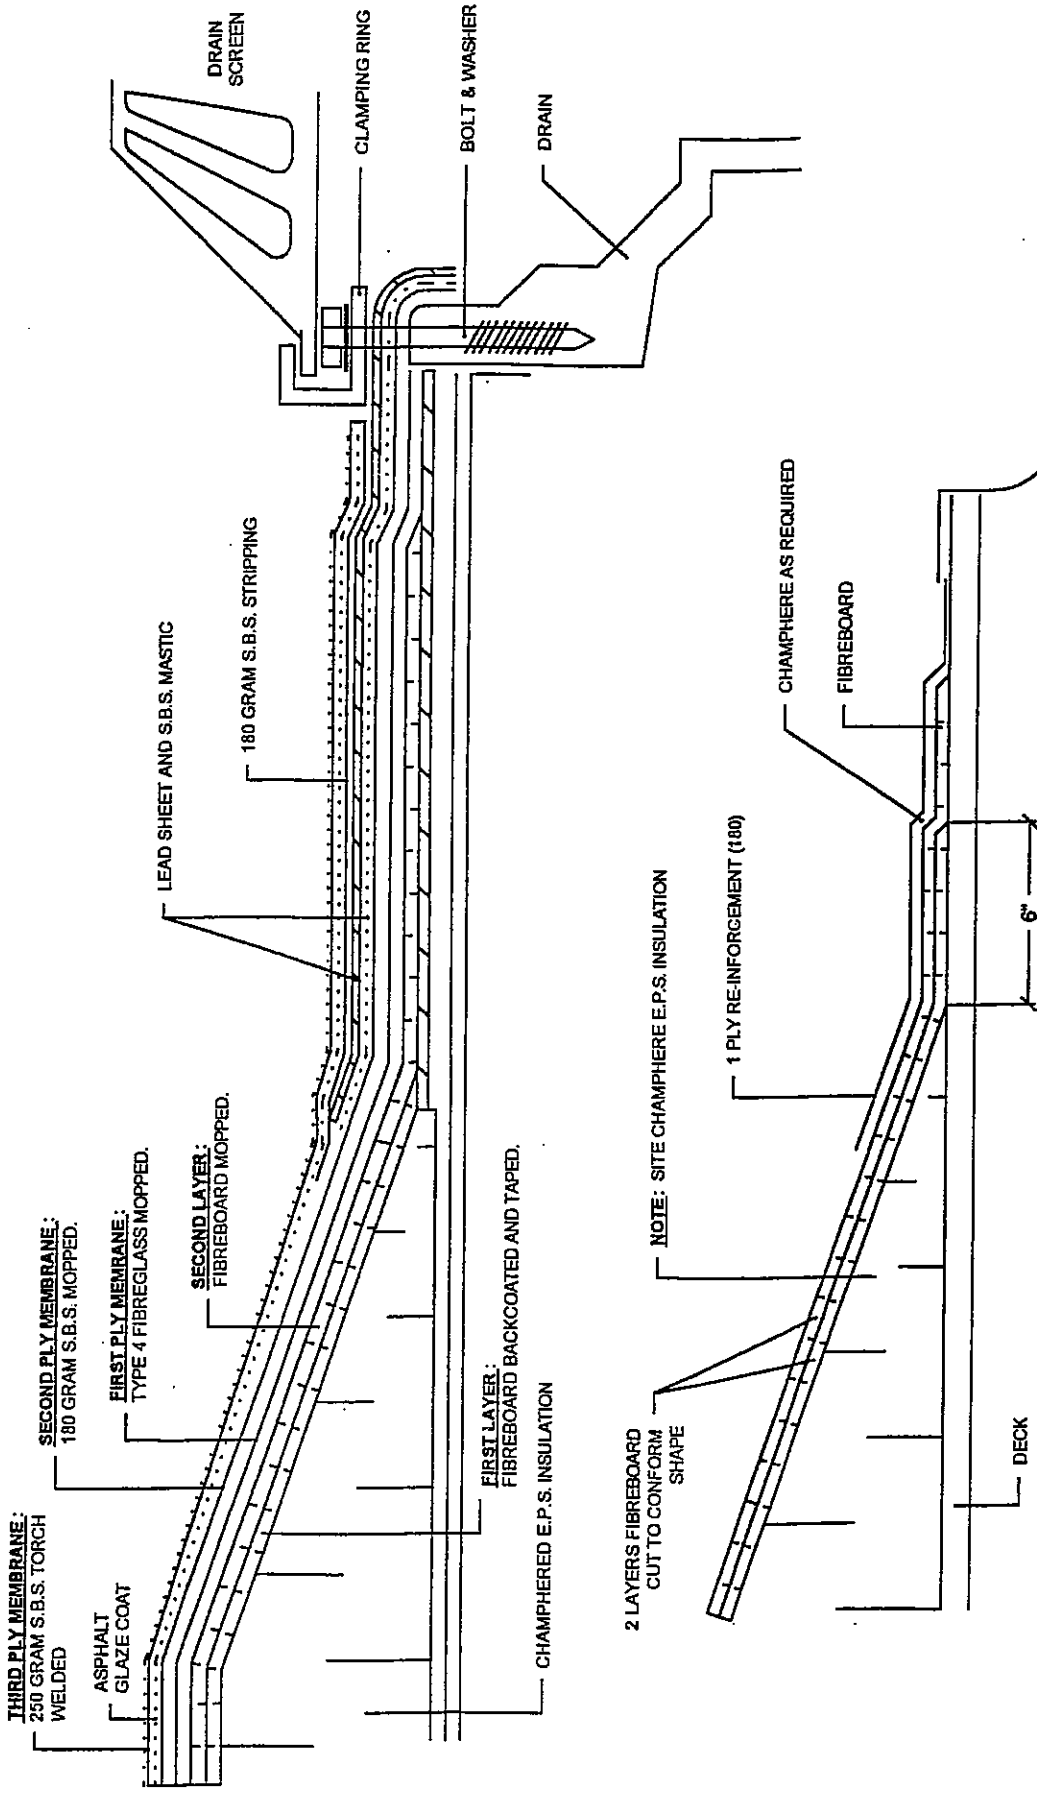 THIRD PLY MEMBRANE :
250 GRAM S.B.S. TORCH
WELDED
ASPHALT
GLAZE COAT
SECOND PLY MEMBRANE :
180 GRAM S.B.S. MOPPED.
FIRST PLY MEMRANE :
TYPE 4 FIBREGLASS MOPPED.
SECOND LAYER :
FIBREBOARD MOPPED.
LEAD SHEET AND S.B.S. MASTIC
180 GRAM S.B.S. STRIPPING
DRAIN
SCREEN
CLAMPING RING
BOLT & WASHER
DRAIN
FIRST LAYER :
FIBREBOARD BACKCOATED AND TAPED.
CHAMPHERED E.P.S. INSULATION
2 LAYERS FIBREBOARD
CUT TO CONFORM
SHAPE
NOTE: SITE CHAMPHERE E.P.S. INSULATION
1 PLY RE-INFORCEMENT (180)
CHAMPHERE AS REQUIRED
FIBREBOARD
6"
DECK